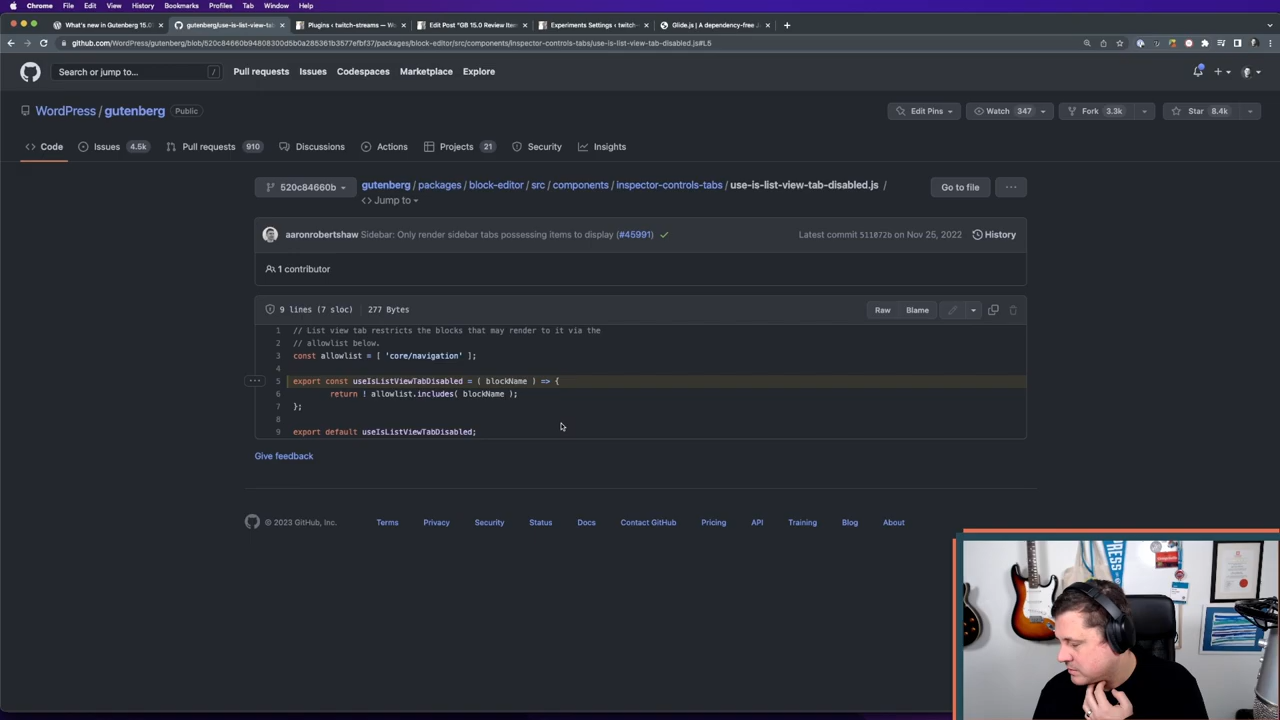 Chrome File Edit View History Bookmarks Profiles Tab Window Help
What's new in Gutenberg 15.0
gutenberg/use-is-list-view-tab
Plugins ‹ twitch-streams — Wo
Edit Post "GB 15.0 Review Item
Experiments Settings ‹ twitch-
Glide.js | A dependency-free J
github.com/WordPress/gutenberg/blob/520c84660b94808300d5b0a285361b3577efbf37/packages/block-editor/src/components/inspector-controls-tabs/use-is-list-view-tab-disabled.js#L5
Search or jump to... /
Pull requests Issues Codespaces Marketplace Explore
WordPress / gutenberg Public
Edit Pins Watch 347 Fork 3.3k Star 8.4k
Code Issues 4.5k Pull requests 910 Discussions Actions Projects 21 Security Insights
520c84660b gutenberg / packages / block-editor / src / components / inspector-controls-tabs / use-is-list-view-tab-disabled.js / Go to file ...
<> Jump to
aaronrobertshaw Sidebar: Only render sidebar tabs possessing items to display (#45991) Latest commit 511072b on Nov 25, 2022 History
1 contributor
9 lines (7 sloc) 277 Bytes Raw Blame
1 // List view tab restricts the blocks that may render to it via the
2 // allowlist below.
3 const allowlist = [ 'core/navigation' ];
4
5 export const useIsListViewTabDisabled = ( blockName ) => {
6 return ! allowlist.includes( blockName );
7 };
8
9 export default useIsListViewTabDisabled;
Give feedback
© 2023 GitHub, Inc. Terms Privacy Security Status Docs Contact GitHub Pricing API Training Blog About